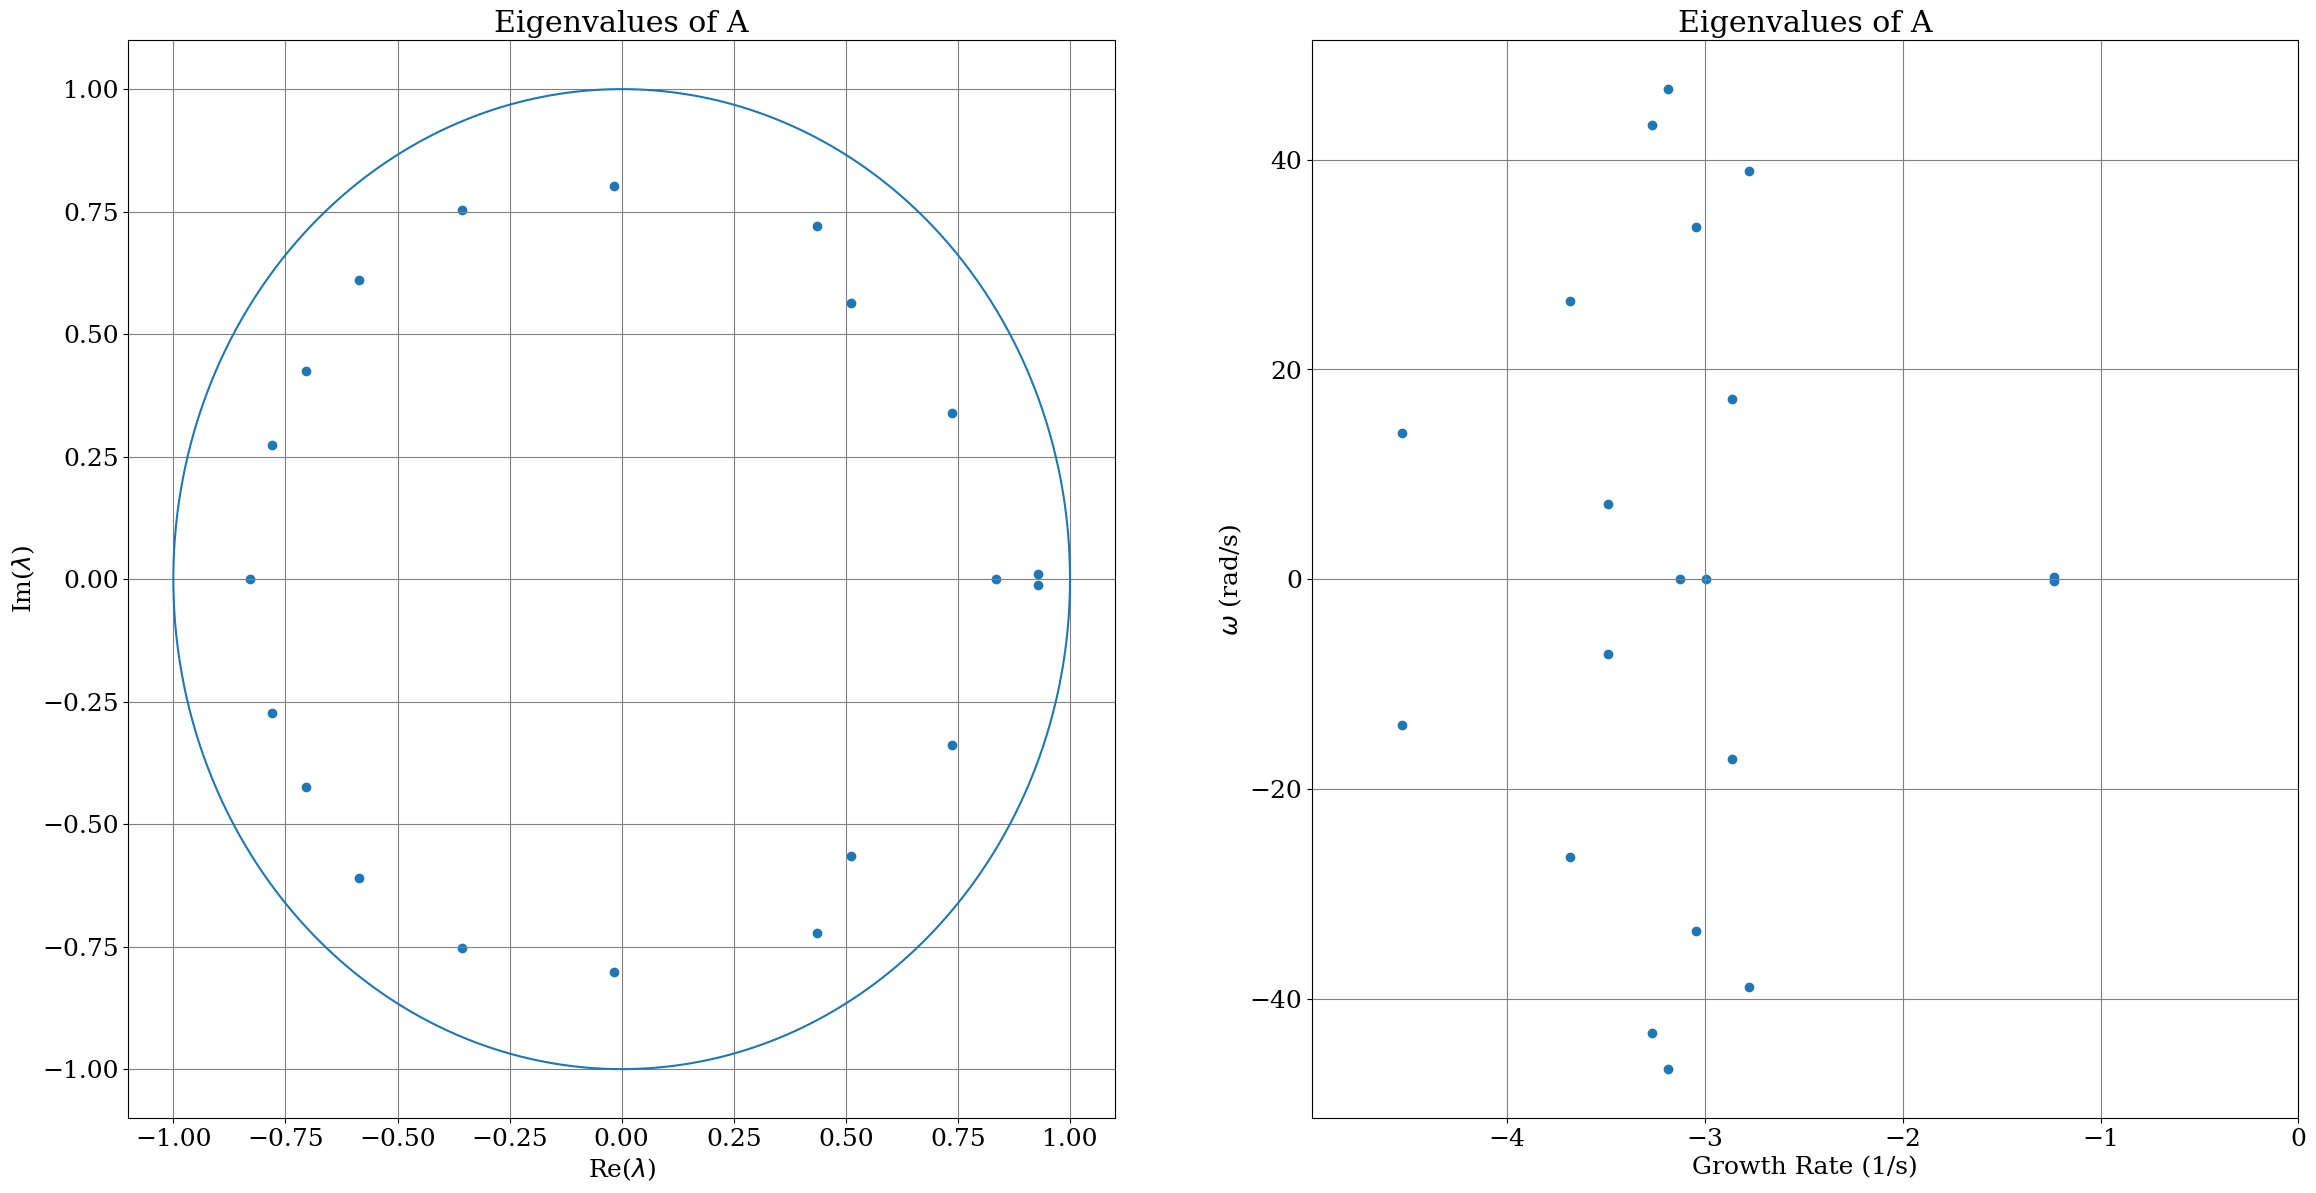 Eigenvalues of A
1.00
0.75
0.50
0.25
0.00
−0.25
−0.50
−0.75
−1.00
Im(λ)
−1.00 −0.75 −0.50 −0.25 0.00 0.25 0.50 0.75 1.00
Re(λ)
Eigenvalues of A
40
20
0
−20
−40
ω (rad/s)
−4 −3 −2 −1 0
Growth Rate (1/s)